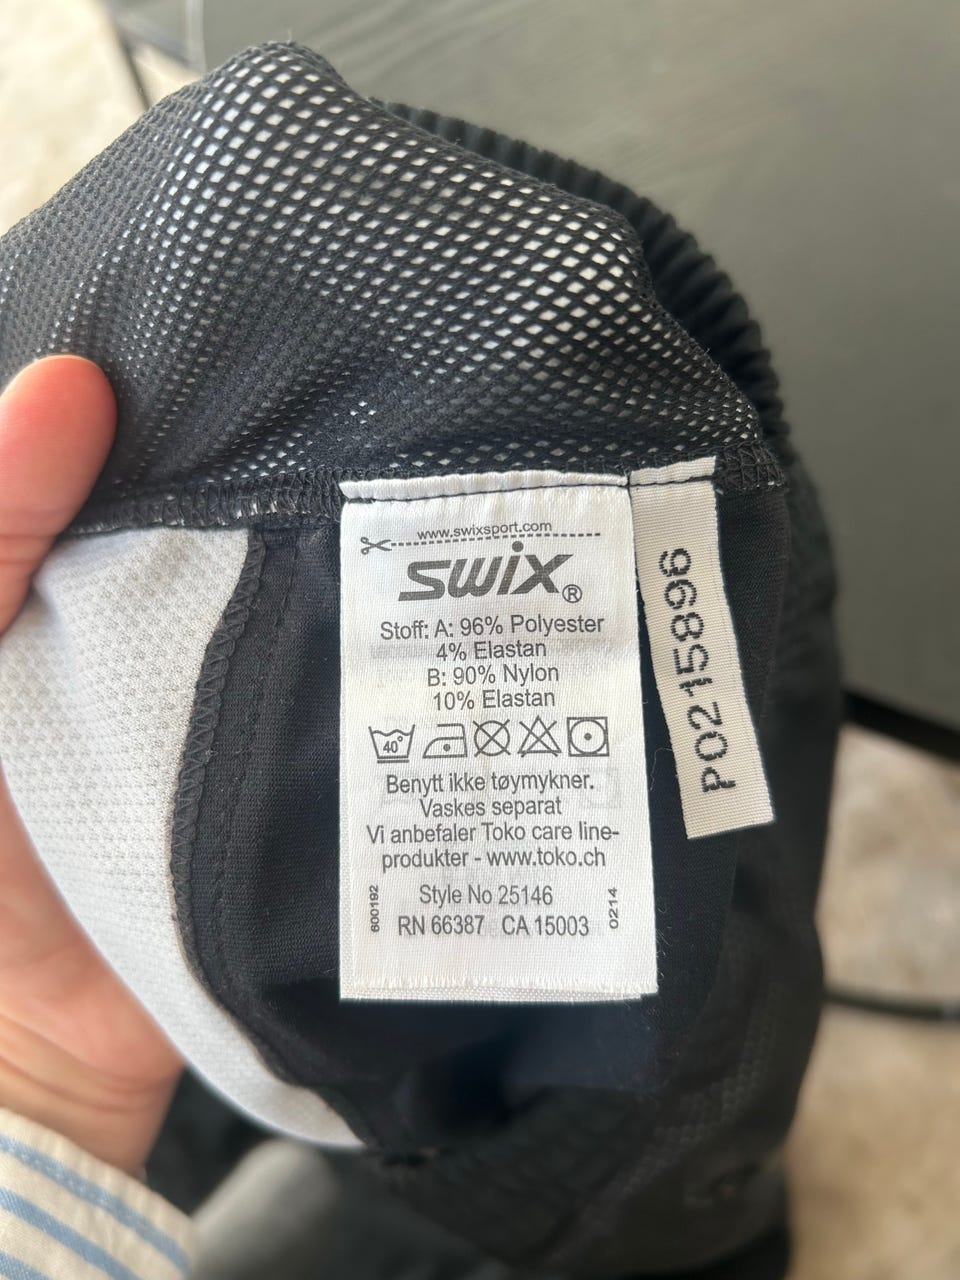 www.swixsport.com
swix®
Stoff: A: 96% Polyester
4% Elastan
B: 90% Nylon
10% Elastan
40°
Benytt ikke tøymykner.
Vaskes separat
Vi anbefaler Toko care line-
produkter - www.toko.ch
Style No 25146
RN 66387 CA 15003
600192
0214
PO215896